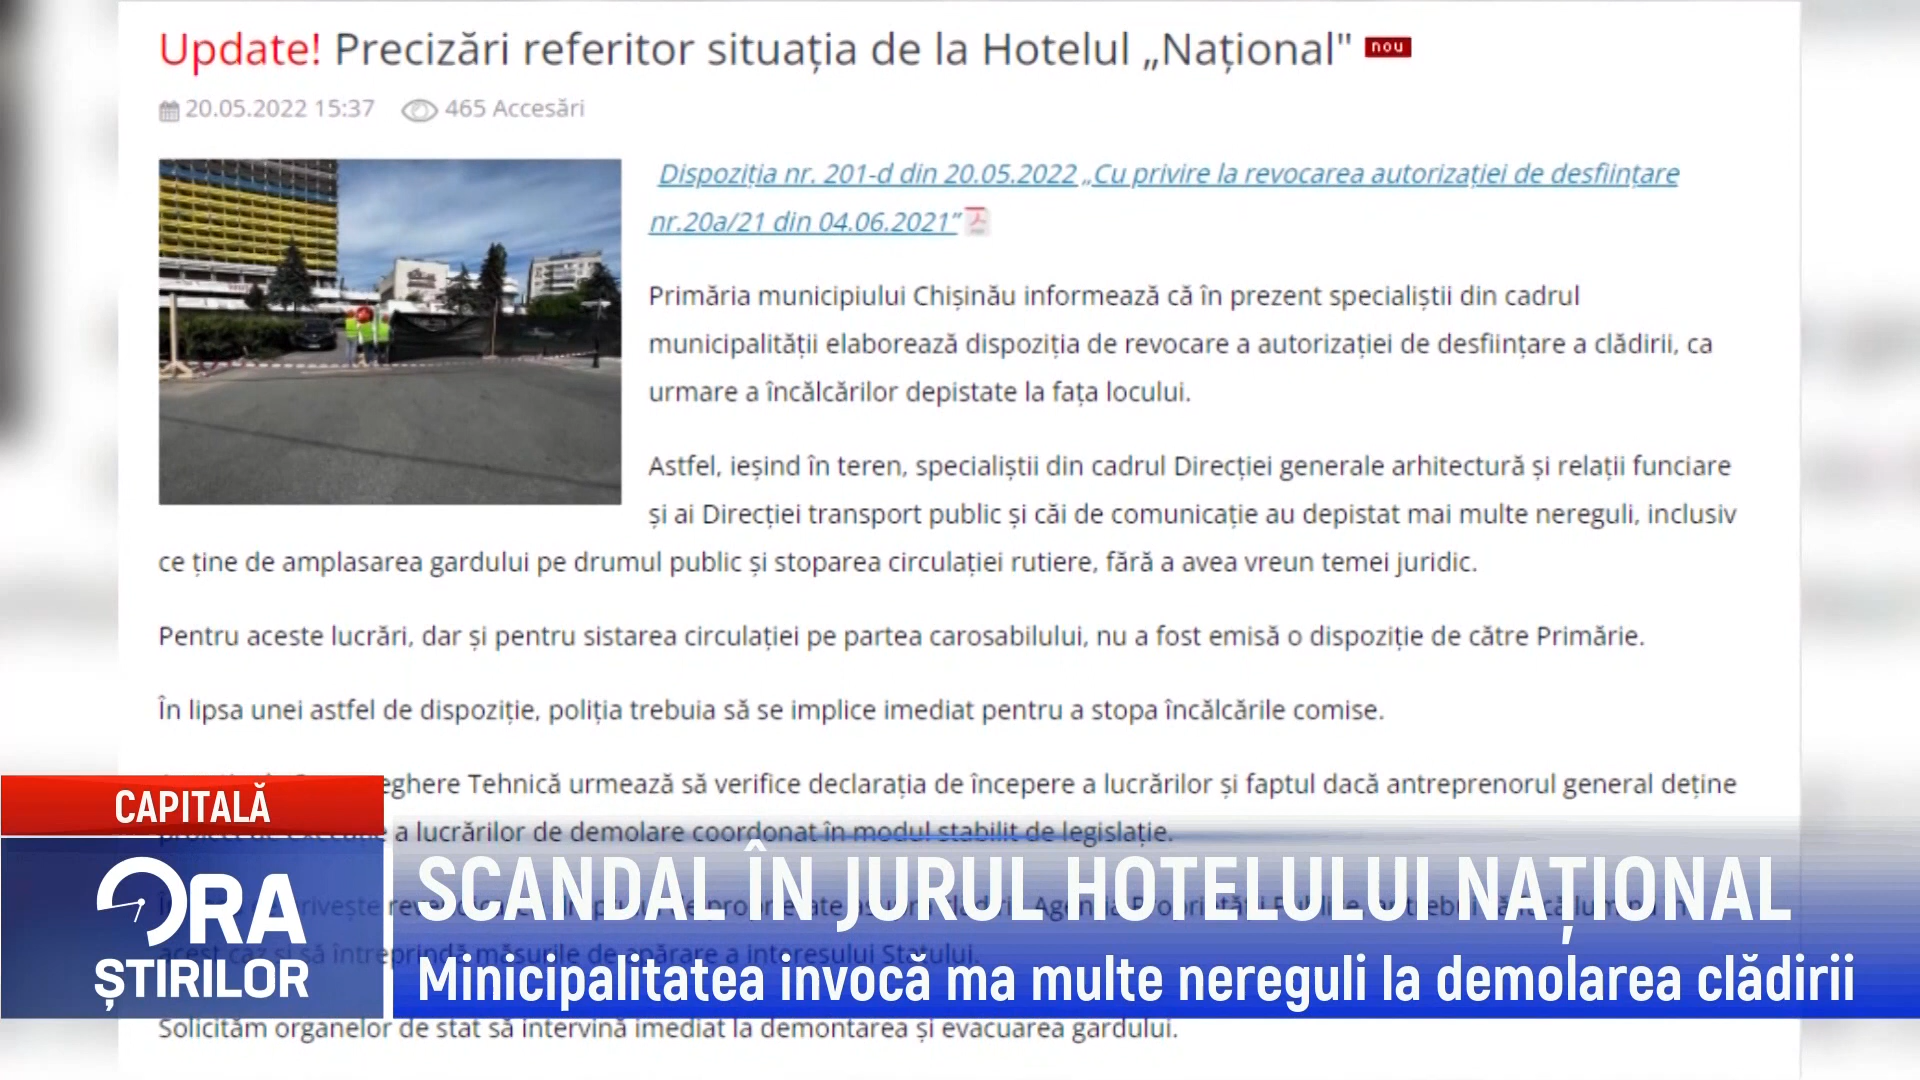 Update! Precizări referitor situația de la Hotelul „Național" nou
20.05.2022 15:37 465 Accesări
Dispoziția nr. 201-d din 20.05.2022 „Cu privire la revocarea autorizației de desființare
nr.20a/21 din 04.06.2021”
Primăria municipiului Chișinău informează că în prezent specialiștii din cadrul
municipalității elaborează dispoziția de revocare a autorizației de desființare a clădirii, ca
urmare a încălcărilor depistate la fața locului.
Astfel, ieșind în teren, specialiștii din cadrul Direcției generale arhitectură și relații funciare
și ai Direcției transport public și căi de comunicație au depistat mai multe nereguli, inclusiv
ce ține de amplasarea gardului pe drumul public și stoparea circulației rutiere, fără a avea vreun temei juridic.
Pentru aceste lucrări, dar și pentru sistarea circulației pe partea carosabilului, nu a fost emisă o dispoziție de către Primărie.
În lipsa unei astfel de dispoziție, poliția trebuia să se implice imediat pentru a stopa încălcările comise.
Tehnică urmează să verifice declarația de începere a lucrărilor și faptul dacă antreprenorul general deține
a lucrărilor de demolare coordonat în modul stabilit de legislație.
acest caz și să întreprindă măsurile de apărare a interesului Statului.
Solicităm organelor de stat să intervină imediat la demontarea și evacuarea gardului.
CAPITALĂ
ORA
ȘTIRILOR
SCANDAL ÎN JURUL HOTELULUI NAȚIONAL
Minicipalitatea invocă ma multe nereguli la demolarea clădirii